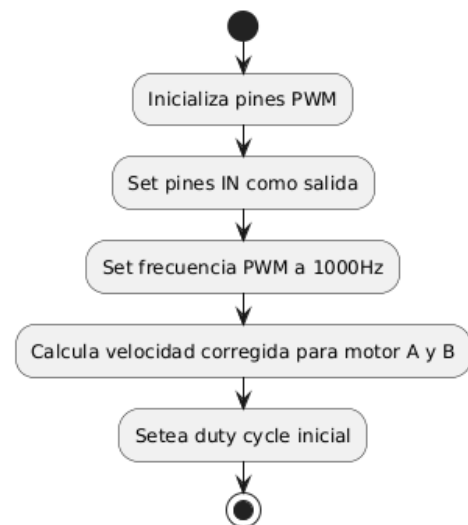 Inicializa pines PWM
Set pines IN como salida
Set frecuencia PWM a 1000Hz
Calcula velocidad corregida para motor A y B
Setea duty cycle inicial